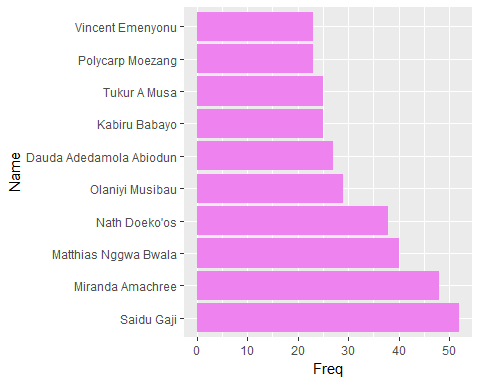 Vincent Emenyonu
Polycarp Moezang
Tukur A Musa
Kabiru Babayo
Dauda Adedamola Abiodun
Olaniyi Musibau
Nath Doeko'os
Matthias Nggwa Bwala
Miranda Amachree
Saidu Gaji
Name
0 10 20 30 40 50
Freq